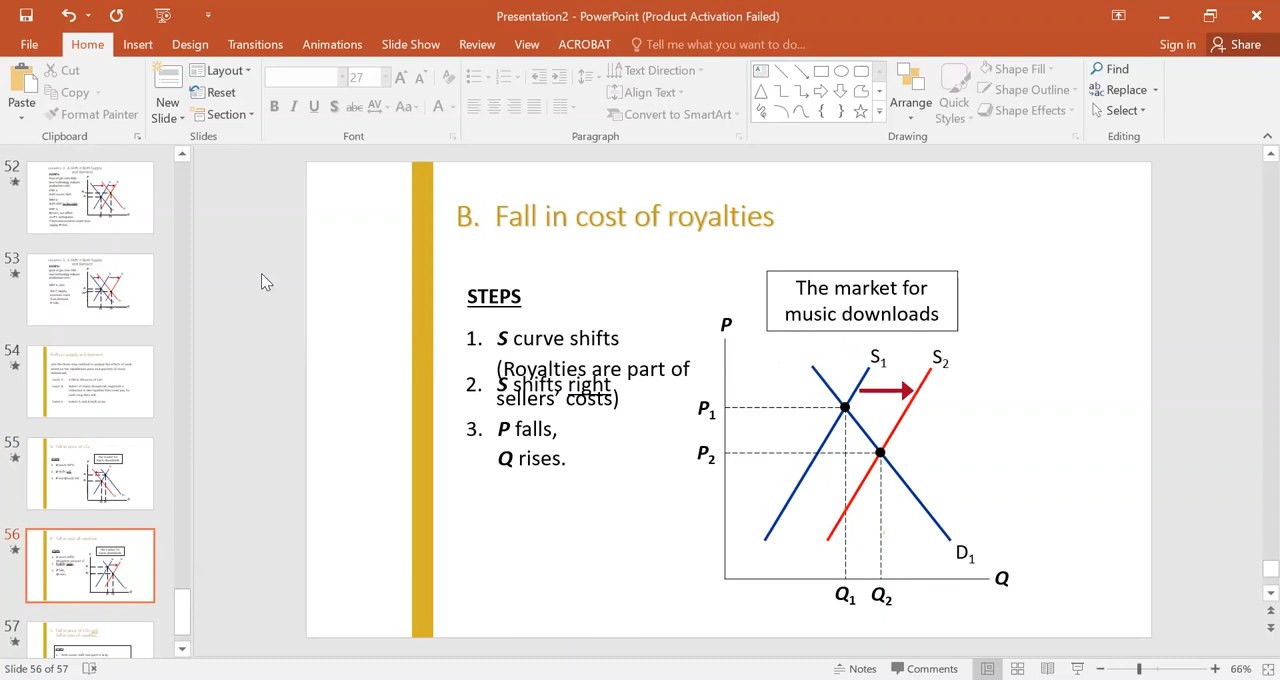 Presentation2 - PowerPoint (Product Activation Failed)
File Home Insert Design Transitions Animations Slide Show Review View ACROBAT Tell me what you want to do... Sign in Share
Paste
Cut
Copy
Format Painter
Clipboard
New Slide
Layout
Reset
Section
Slides
27
B I U S abc AV Aa A
Font
Text Direction
Align Text
Convert to SmartArt
Paragraph
Arrange
Quick Styles
Shape Fill
Shape Outline
Shape Effects
Drawing
Find
Replace
Select
Editing
52
53
54
55
56
57
B. Fall in cost of royalties
STEPS
1. S curve shifts
(Royalties are part of
sellers' costs)
2. S shifts right
3. P falls,
Q rises.
The market for
music downloads
P
S1
S2
P1
P2
D1
Q
Q1 Q2
Slide 56 of 57
Notes Comments 66%